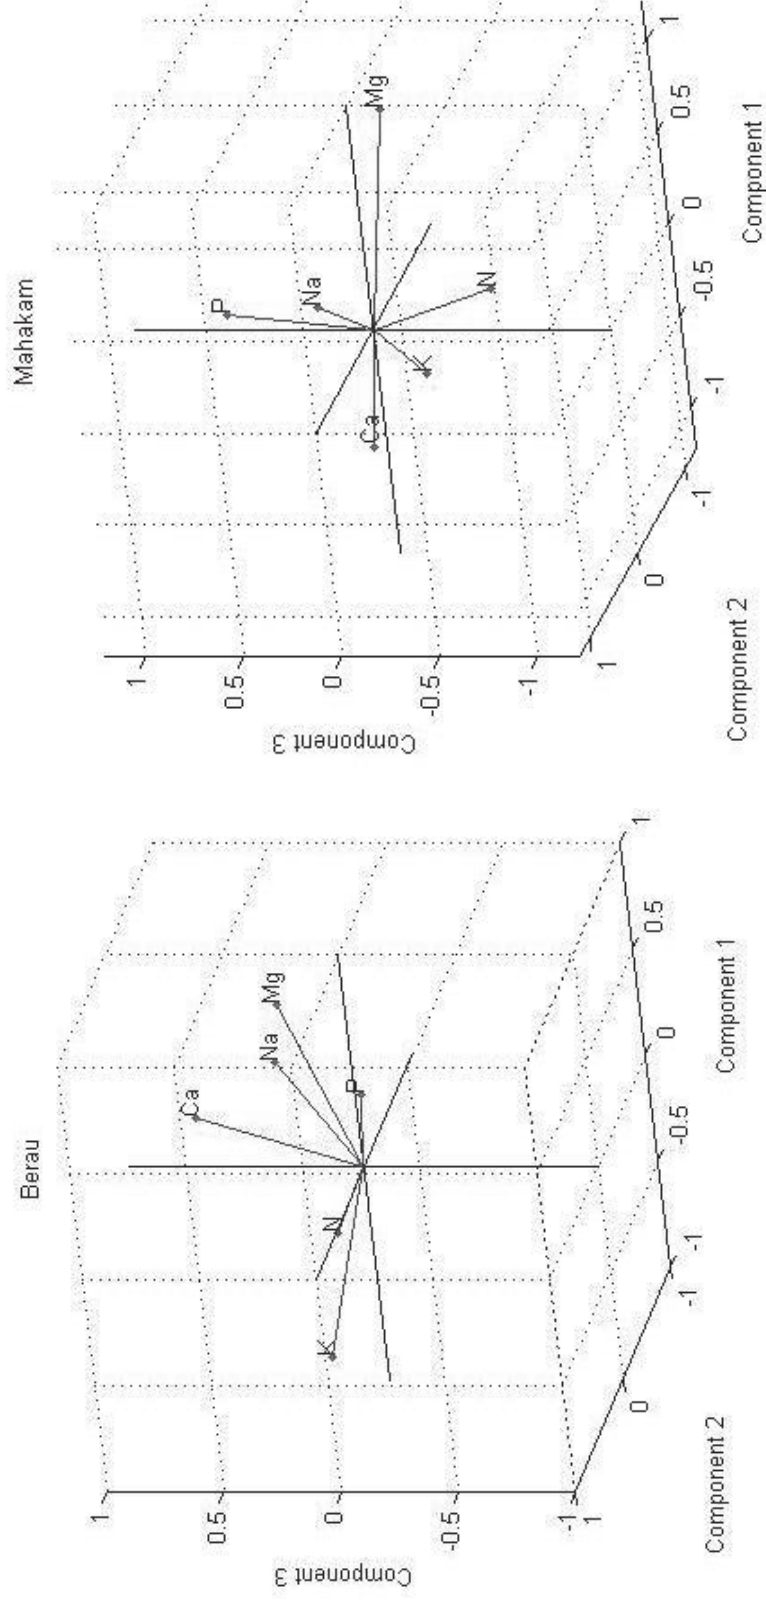 Berau
Component 3
1
0.5
0
-0.5
-1
Ca
Na
Mg
P
N
K
1
0
-1
Component 2
-1
-0.5
0
0.5
1
Component 1
Mahakam
Component 3
1
0.5
0
-0.5
-1
P
Na
Mg
Ca
K
N
1
0
-1
Component 2
-1
-0.5
0
0.5
1
Component 1